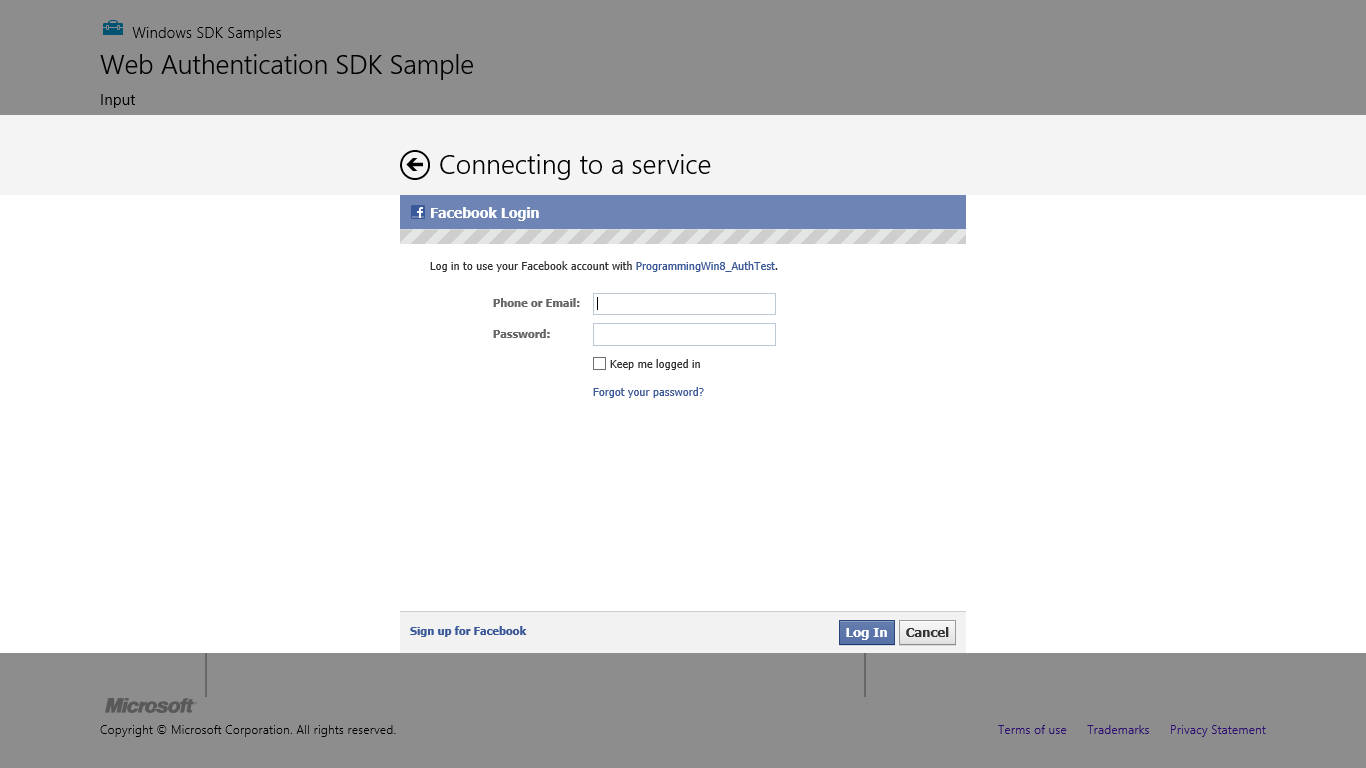 Windows SDK Samples
Web Authentication SDK Sample
Input
Connecting to a service
Facebook Login
Log in to use your Facebook account with ProgrammingWin8_AuthTest.
Phone or Email:
Password:
Keep me logged in
Forgot your password?
Sign up for Facebook
Log In Cancel
Microsoft
Copyright © Microsoft Corporation. All rights reserved.
Terms of use Trademarks Privacy Statement